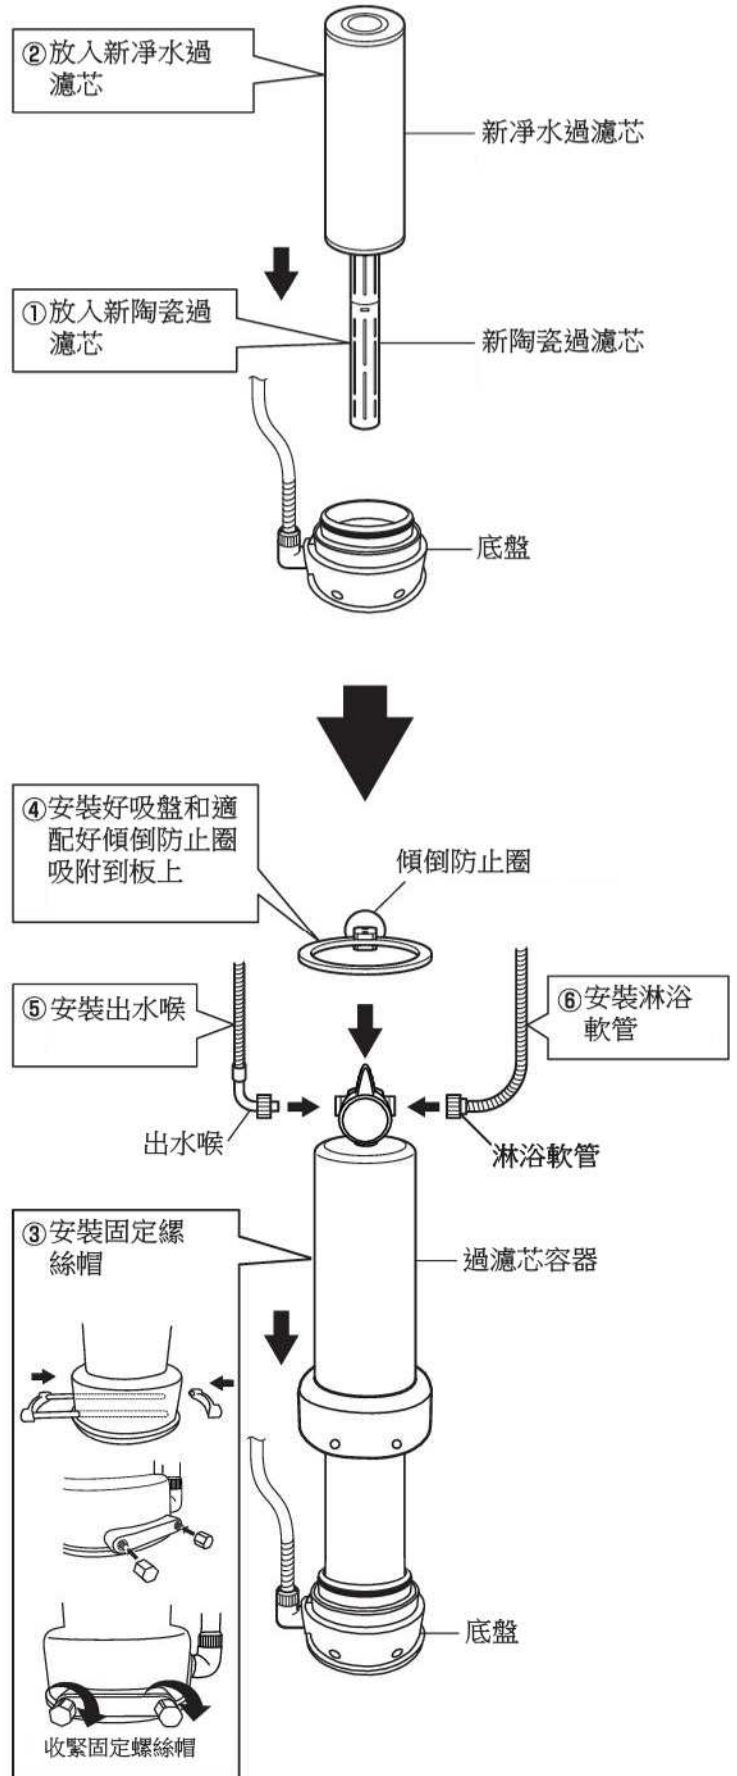 ②放入新凈水過
濾芯
新凈水過濾芯
①放入新陶瓷過
濾芯
新陶瓷過濾芯
底盤
④安裝好吸盤和適
配好傾倒防止圈
吸附到板上
傾倒防止圈
⑤安裝出水喉
⑥安裝淋浴
軟管
出水喉
淋浴軟管
③安裝固定縲
絲帽
過濾芯容器
底盤
收緊固定螺絲帽